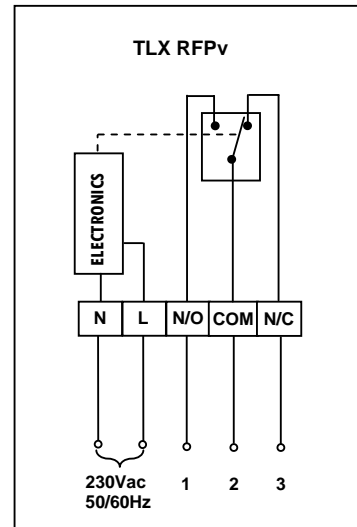 TLX RFPv
ELECTRONICS
N L N/O COM N/C
230Vac 1 2 3
50/60Hz